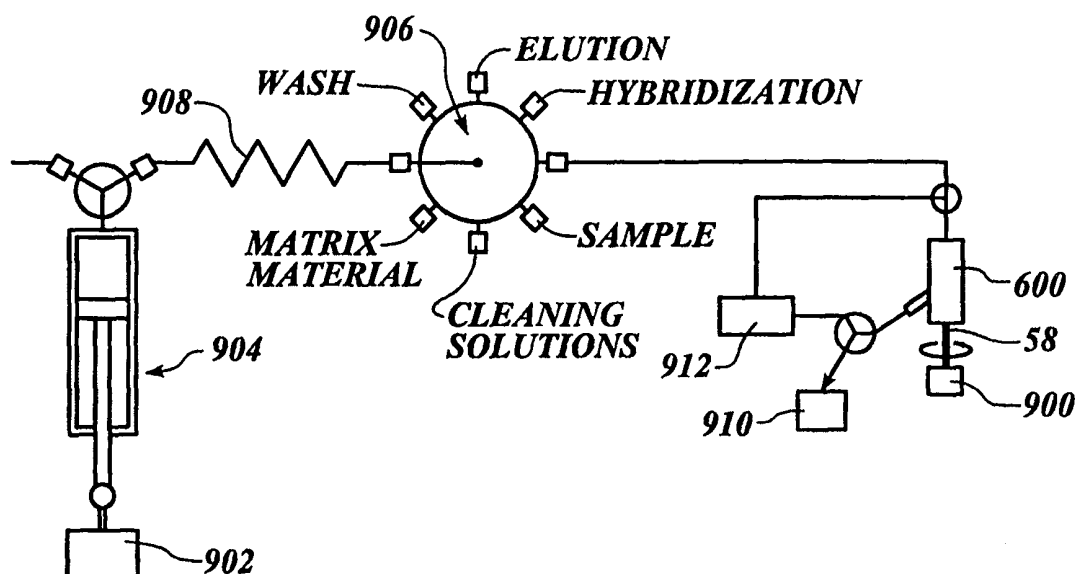 906
ELUTION
WASH
HYBRIDIZATION
908
MATRIX
MATERIAL
SAMPLE
CLEANING
SOLUTIONS
600
58
904
912
900
910
902